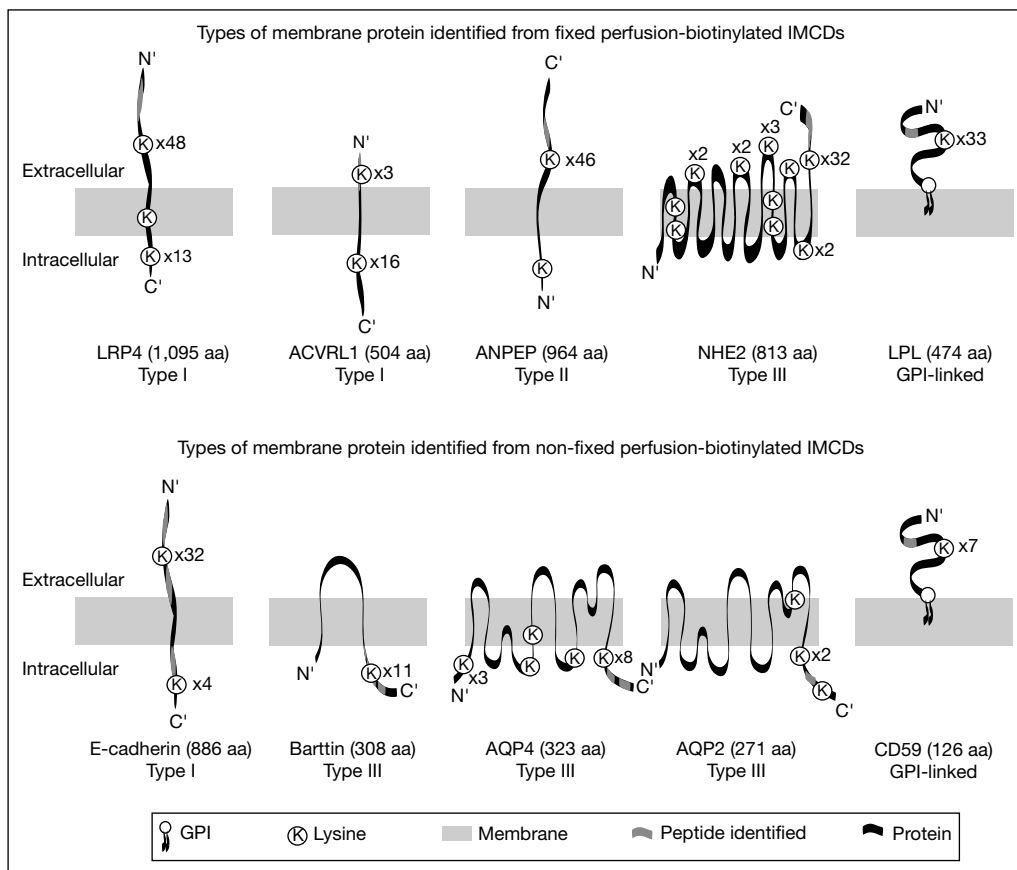 Types of membrane protein identified from fixed perfusion-biotinylated IMCDs
N' C' N' C' N'
K x48 N' K x3 K x46 x2 x2 x3 K K K K K x32 K x33
Extracellular
K K K K K
Intracellular K x13 K x16 K K x2
C' C' N' N'
LRP4 (1,095 aa) ACVRL1 (504 aa) ANPEP (964 aa) NHE2 (813 aa) LPL (474 aa)
Type I Type I Type II Type III GPI-linked
Types of membrane protein identified from non-fixed perfusion-biotinylated IMCDs
N' N'
K x32 K x7
Extracellular
K K
Intracellular K x4 N' K x11 C' K x3 N' K K K x8 C' N' K x2 K C'
C'
E-cadherin (886 aa) Barttin (308 aa) AQP4 (323 aa) AQP2 (271 aa) CD59 (126 aa)
Type I Type III Type III Type III GPI-linked
GPI K Lysine Membrane Peptide identified Protein